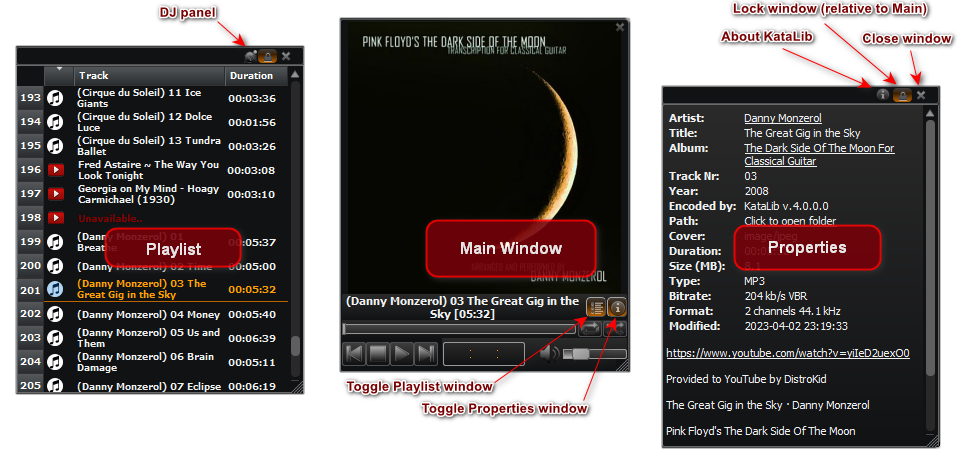 DJ panel
Track Duration
193 (Cirque du Soleil) 11 Ice
Giants 00:03:36
194 (Cirque du Soleil) 12 Dolce
Luce 00:01:56
195 (Cirque du Soleil) 13 Tundra
Ballet 00:03:26
196 Fred Astaire ~ The Way You
Look Tonight 00:03:08
197 Georgia on My Mind - Hoagy
Carmichael (1930) 00:03:10
198 Unavailable..
199 (Danny Monzerol) 01
Breathe 00:05:37
Playlist
200 (Danny Monzerol) 02 Time 00:05:00
201 (Danny Monzerol) 03 The
Great Gig in the Sky 00:05:32
202 (Danny Monzerol) 04 Money 00:05:40
203 (Danny Monzerol) 05 Us and
Them 00:06:39
204 (Danny Monzerol) 06 Brain
Damage 00:05:11
205 (Danny Monzerol) 07 Eclipse 00:06:19
PINK FLOYD'S THE DARK SIDE OF THE MOON
TRANSCRIPTION FOR CLASSICAL GUITAR
Main Window
ARRANGED AND PERFORMED BY
DANNY MONZEROL
(Danny Monzerol) 03 The Great Gig in the
Sky [05:32]
Toggle Playlist window
Toggle Properties window
Lock window (relative to Main)
About KataLib
Close window
Artist: Danny Monzerol
Title: The Great Gig in the Sky
Album: The Dark Side Of The Moon For
Classical Guitar
Track Nr: 03
Year: 2008
Encoded by: KataLib v.4.0.0.0
Path: Click to open folder
Cover: image/jpeg
Properties
Duration:
Size (MB): 8.1
Type: MP3
Bitrate: 204 kb/s VBR
Format: 2 channels 44.1 kHz
Modified: 2023-04-02 23:19:33
https://www.youtube.com/watch?v=yiIeD2uexO0
Provided to YouTube by DistroKid
The Great Gig in the Sky · Danny Monzerol
Pink Floyd's The Dark Side Of The Moon